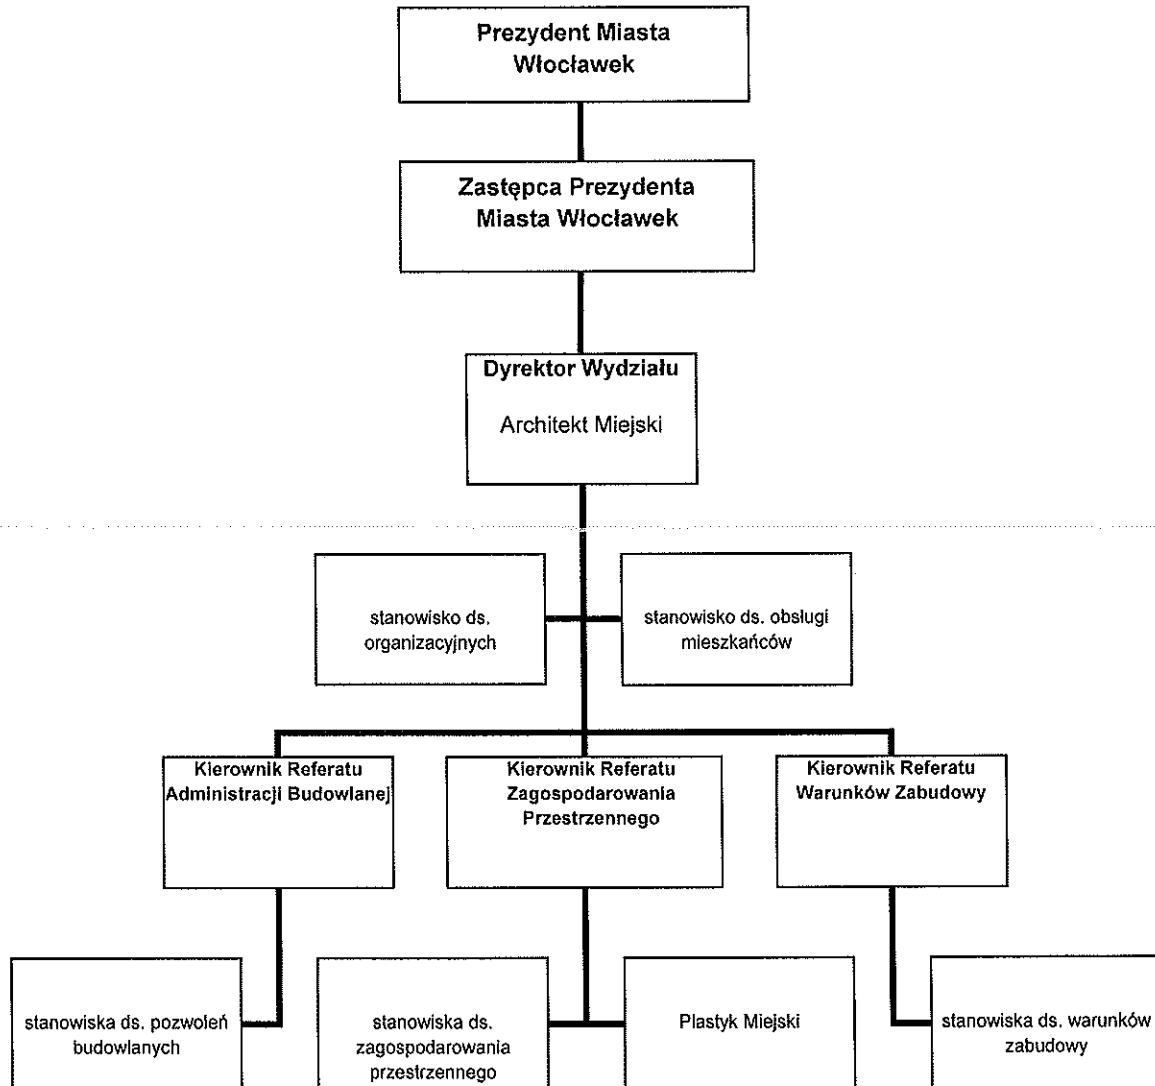 Prezydent Miasta
Włocławek
Zastępca Prezydenta
Miasta Włocławek
Dyrektor Wydziału
Architekt Miejski
stanowisko ds.
organizacyjnych
stanowisko ds. obsługi
mieszkańców
Kierownik Referatu
Administracji Budowlanej
Kierownik Referatu
Zagospodarowania
Przestrzennego
Kierownik Referatu
Warunków Zabudowy
stanowiska ds. pozwoleń
budowlanych
stanowiska ds.
zagospodarowania
przestrzennego
Plastyk Miejski
stanowiska ds. warunków
zabudowy